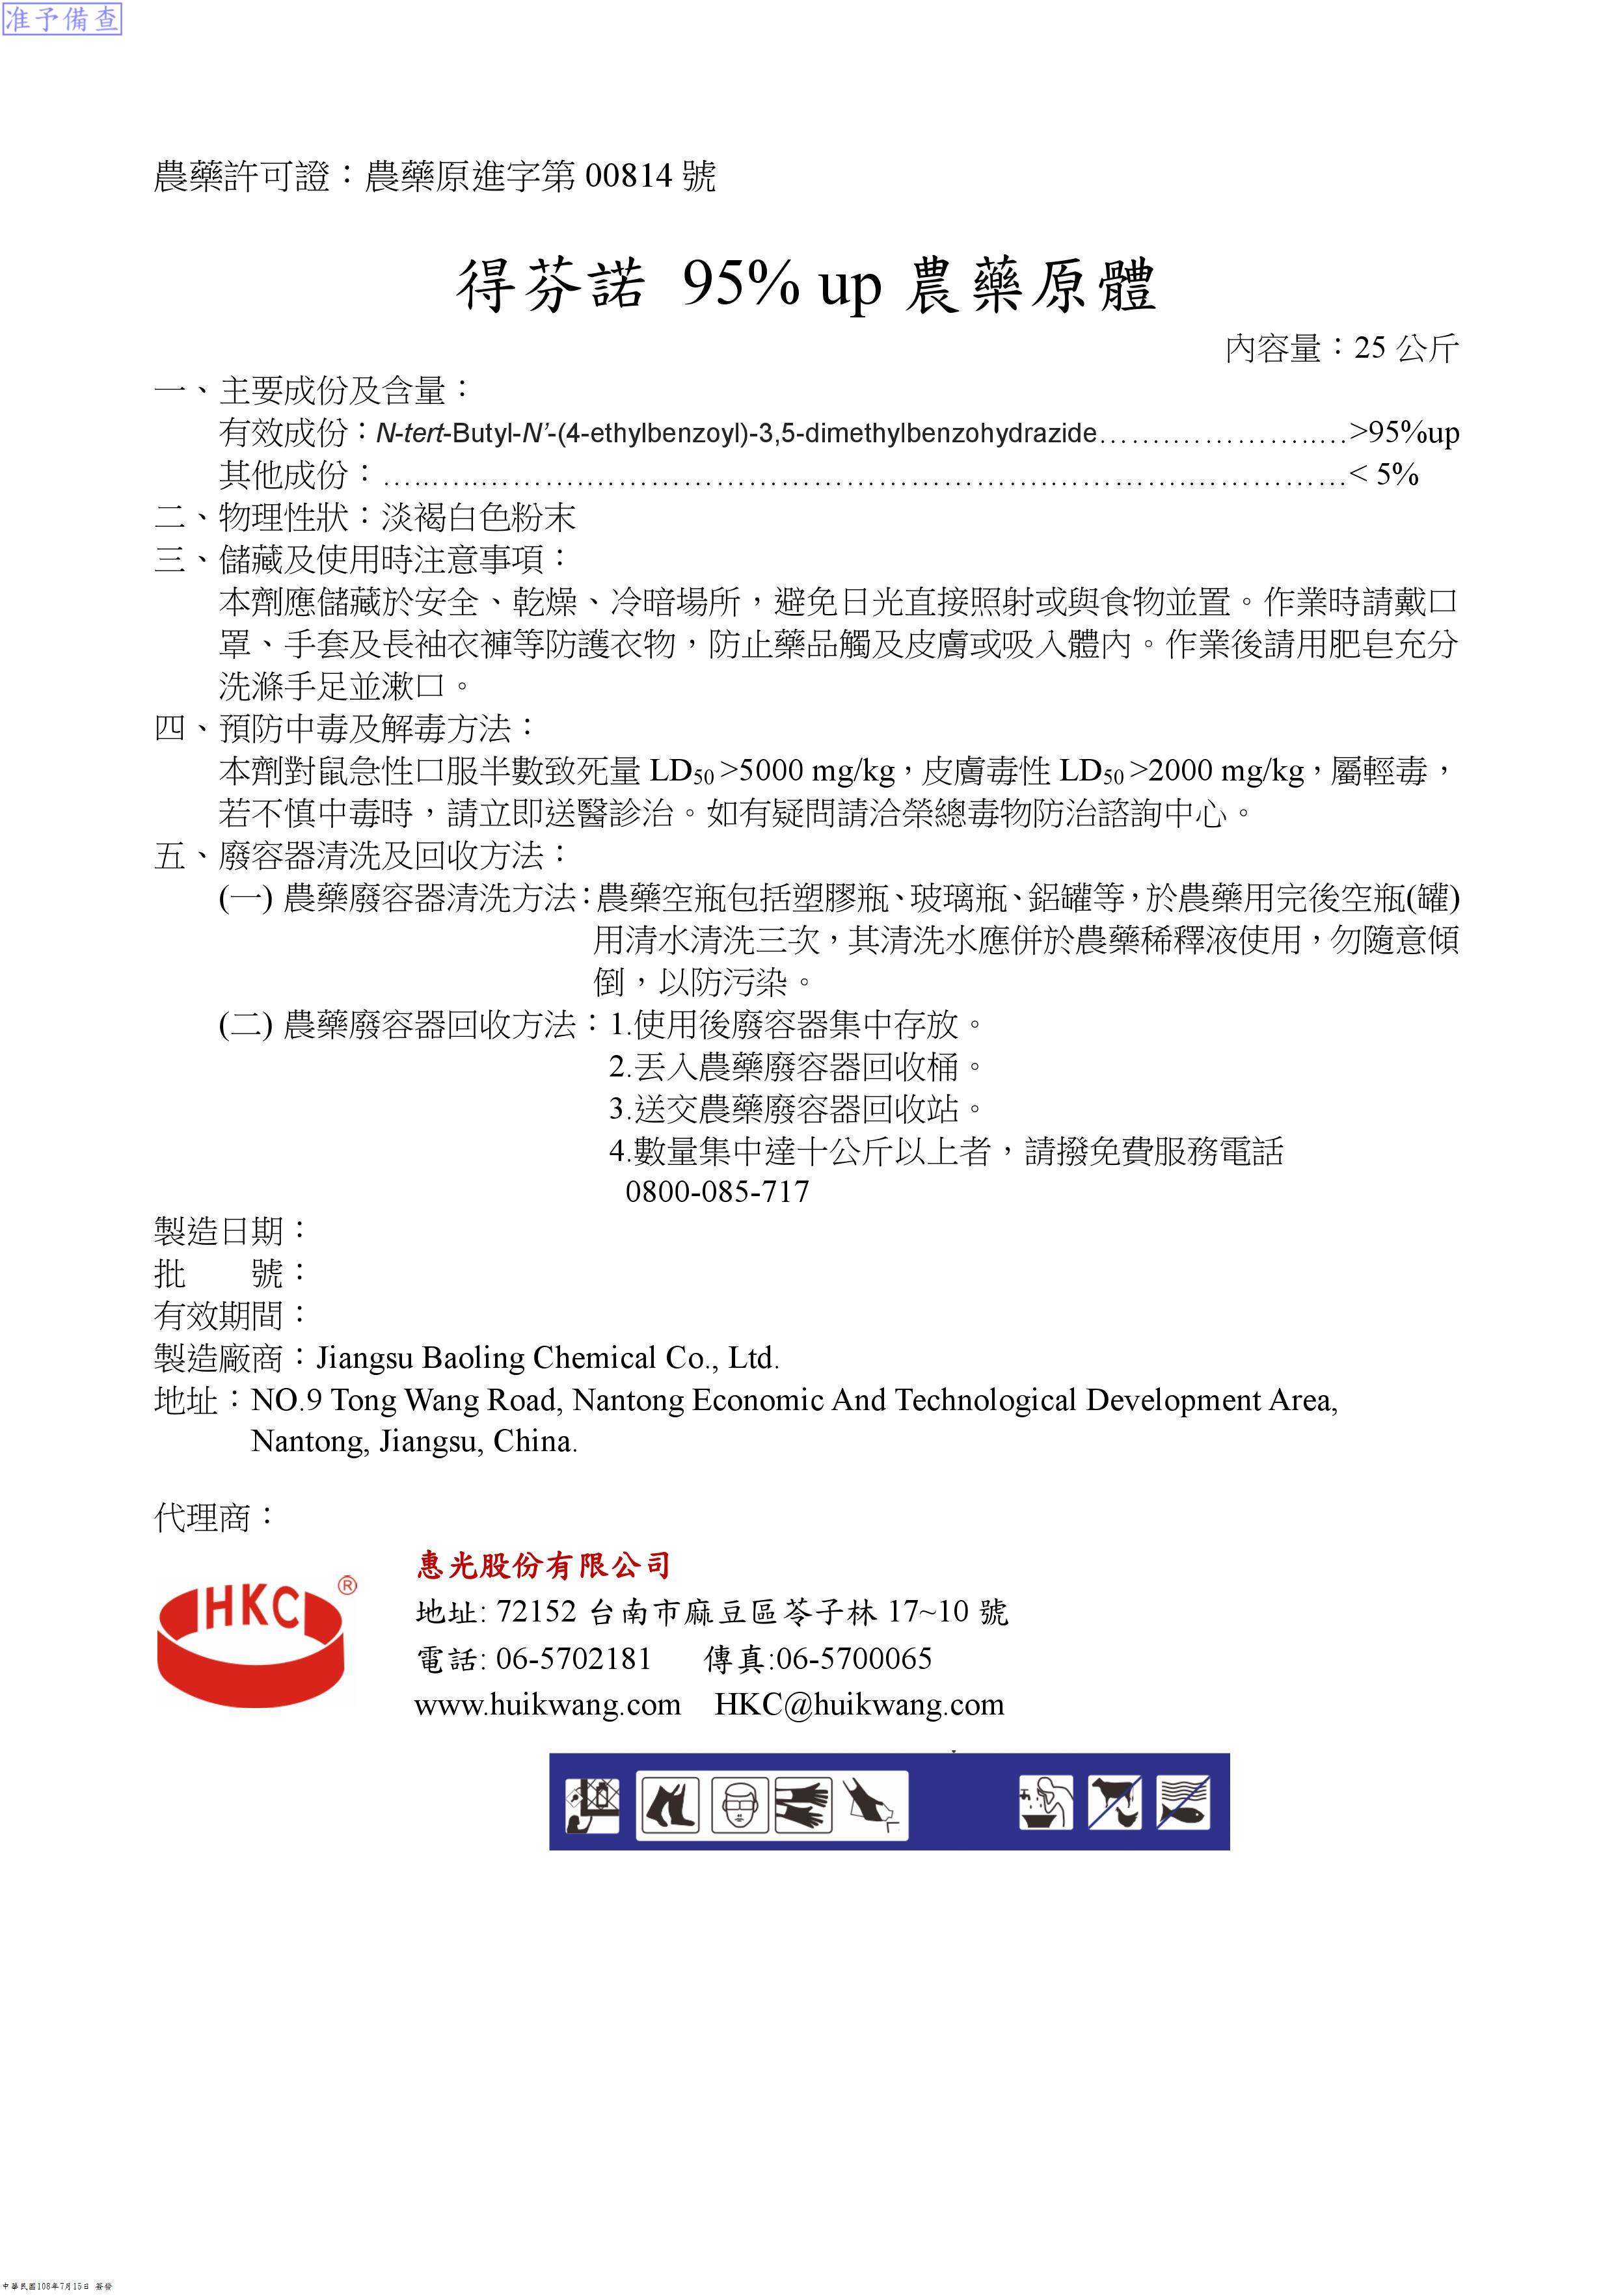 准予備查
農藥許可證：農藥原進字第 00814 號
得芬諾 95% up 農藥原體
內容量：25 公斤
一、主要成份及含量：
有效成份：N-tert-Butyl-N’-(4-ethylbenzoyl)-3,5-dimethylbenzohydrazide……………………….…>95%up
其他成份：…………………………………………………………………………………< 5%
二、物理性狀：淡褐白色粉末
三、儲藏及使用時注意事項：
本劑應儲藏於安全、乾燥、冷暗場所，避免日光直接照射或與食物並置。作業時請戴口
罩、手套及長袖衣褲等防護衣物，防止藥品觸及皮膚或吸入體內。作業後請用肥皂充分
洗滌手足並漱口。
四、預防中毒及解毒方法：
本劑對鼠急性口服半數致死量 LD50 >5000 mg/kg，皮膚毒性 LD50 >2000 mg/kg，屬輕毒，
若不慎中毒時，請立即送醫診治。如有疑問請洽榮總毒物防治諮詢中心。
五、廢容器清洗及回收方法：
(一) 農藥廢容器清洗方法：農藥空瓶包括塑膠瓶、玻璃瓶、鋁罐等，於農藥用完後空瓶(罐)
用清水清洗三次，其清洗水應併於農藥稀釋液使用，勿隨意傾
倒，以防污染。
(二) 農藥廢容器回收方法：1.使用後廢容器集中存放。
2.丟入農藥廢容器回收桶。
3.送交農藥廢容器回收站。
4.數量集中達十公斤以上者，請撥免費服務電話
0800-085-717
製造日期：
批　　號：
有效期間：
製造廠商：Jiangsu Baoling Chemical Co., Ltd.
地址：NO.9 Tong Wang Road, Nantong Economic And Technological Development Area,
Nantong, Jiangsu, China.
代理商：
HKC®
惠光股份有限公司
地址: 72152 台南市麻豆區苓子林 17~10 號
電話: 06-5702181 傳真:06-5700065
www.huikwang.com HKC@huikwang.com
中華民國108年7月15日 簽發